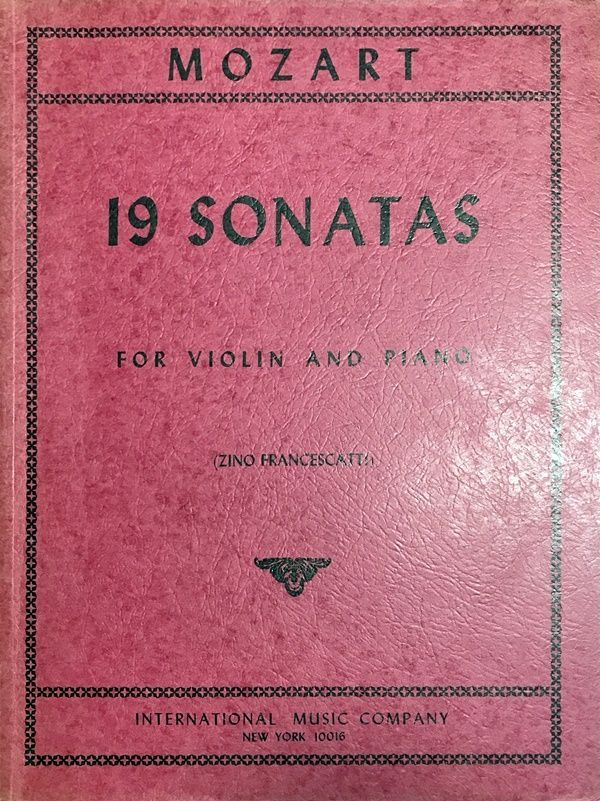 MOZART
19 SONATAS
FOR VIOLIN AND PIANO
(ZINO FRANCESCATTI)
INTERNATIONAL MUSIC COMPANY
NEW YORK 10016